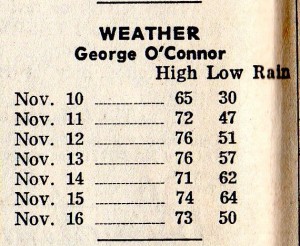 WEATHER
George O'Connor
High Low Rain
Nov. 10 65 30
Nov. 11 72 47
Nov. 12 76 51
Nov. 13 76 57
Nov. 14 71 62
Nov. 15 74 64
Nov. 16 73 50